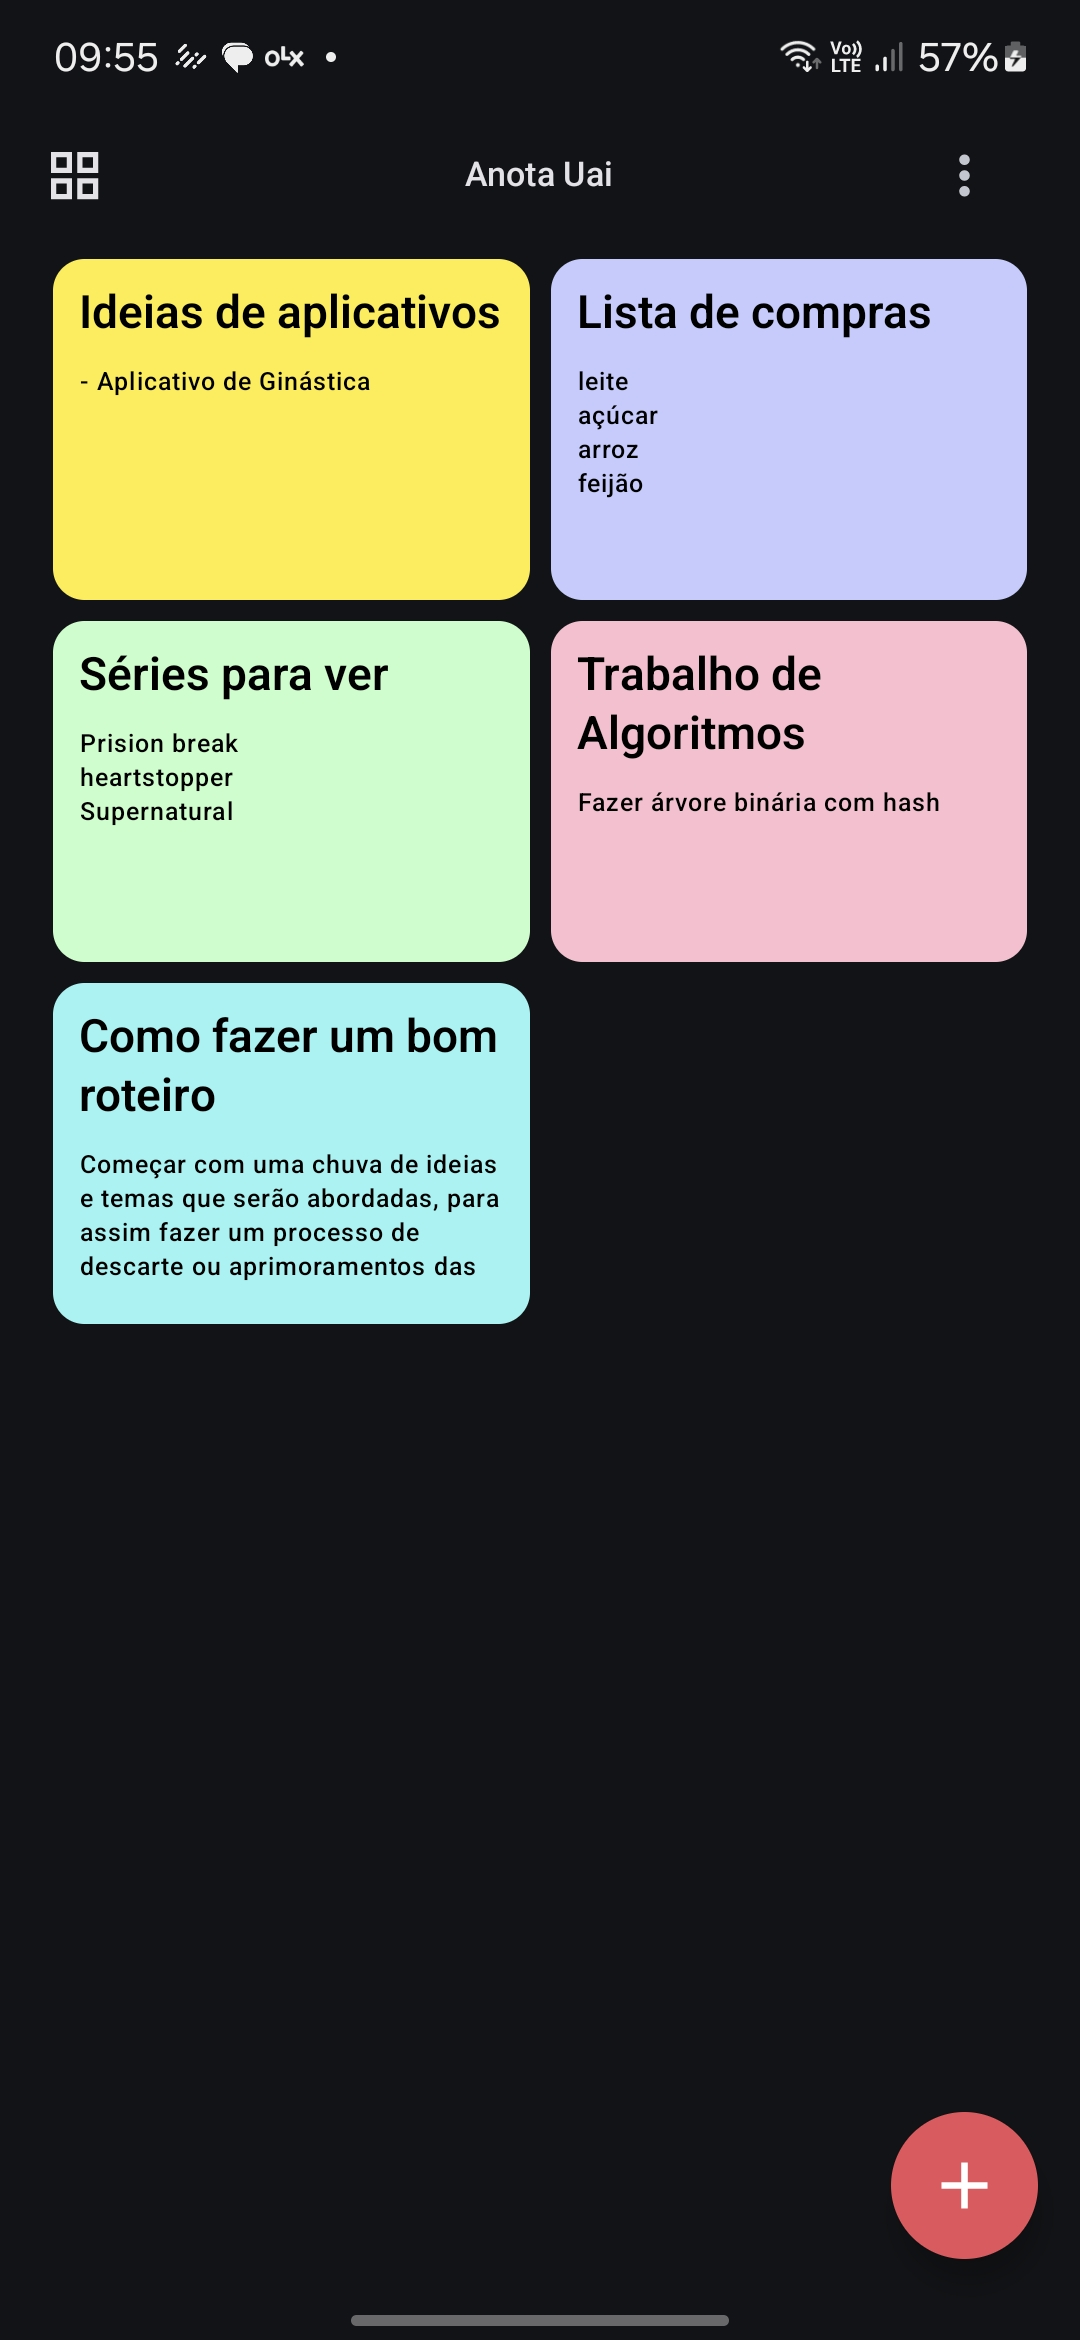 09:55 olx Vo)) LTE 57%
Anota Uai
Ideias de aplicativos
- Aplicativo de Ginástica
Lista de compras
leite
açúcar
arroz
feijão
Séries para ver
Prision break
heartstopper
Supernatural
Trabalho de
Algoritmos
Fazer árvore binária com hash
Como fazer um bom
roteiro
Começar com uma chuva de ideias
e temas que serão abordadas, para
assim fazer um processo de
descarte ou aprimoramentos das